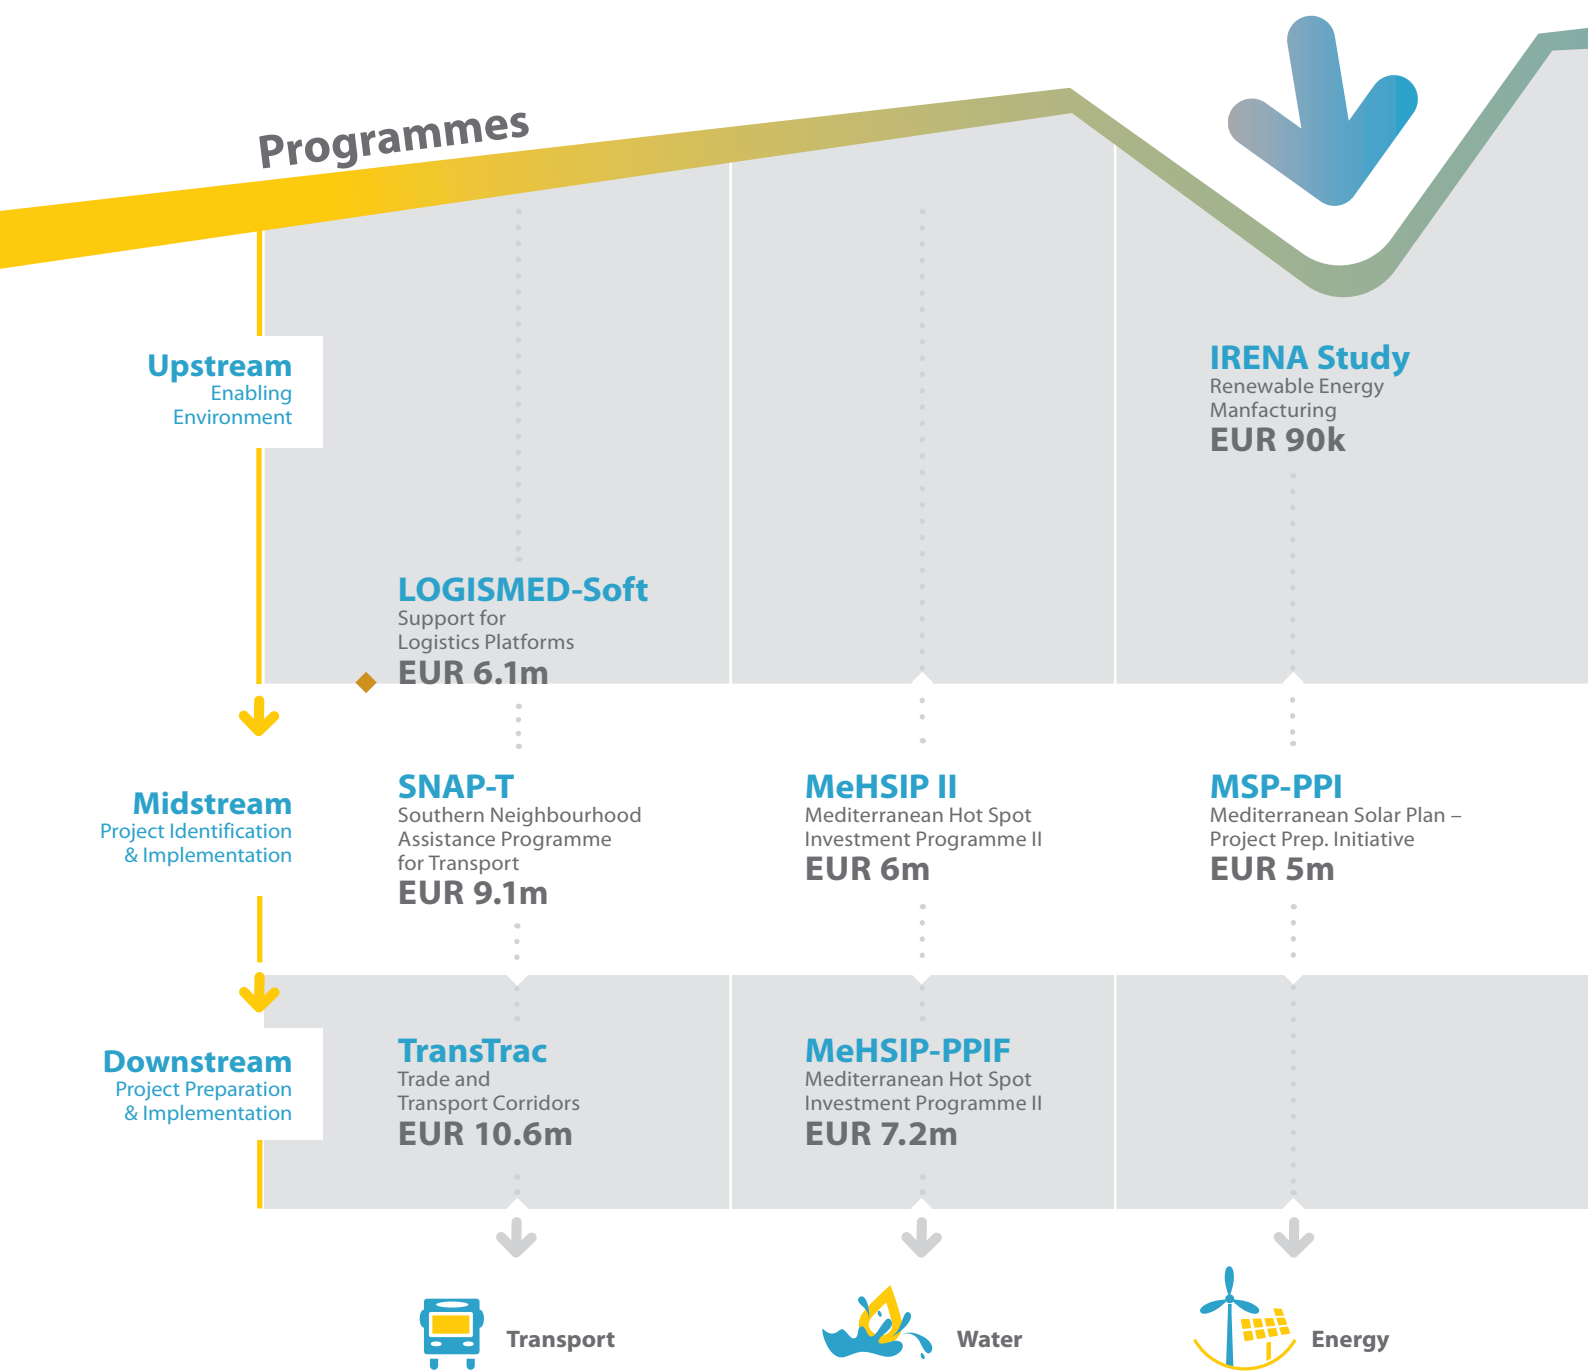 Programmes
Upstream
Enabling
Environment
IRENA Study
Renewable Energy
Manfacturing
EUR 90k
LOGISMED-Soft
Support for
Logistics Platforms
EUR 6.1m
Midstream
Project Identification
& Implementation
SNAP-T
Southern Neighbourhood
Assistance Programme
for Transport
EUR 9.1m
MeHSIP II
Mediterranean Hot Spot
Investment Programme II
EUR 6m
MSP-PPI
Mediterranean Solar Plan –
Project Prep. Initiative
EUR 5m
Downstream
Project Preparation
& Implementation
TransTrac
Trade and
Transport Corridors
EUR 10.6m
MeHSIP-PPIF
Mediterranean Hot Spot
Investment Programme II
EUR 7.2m
Transport
Water
Energy